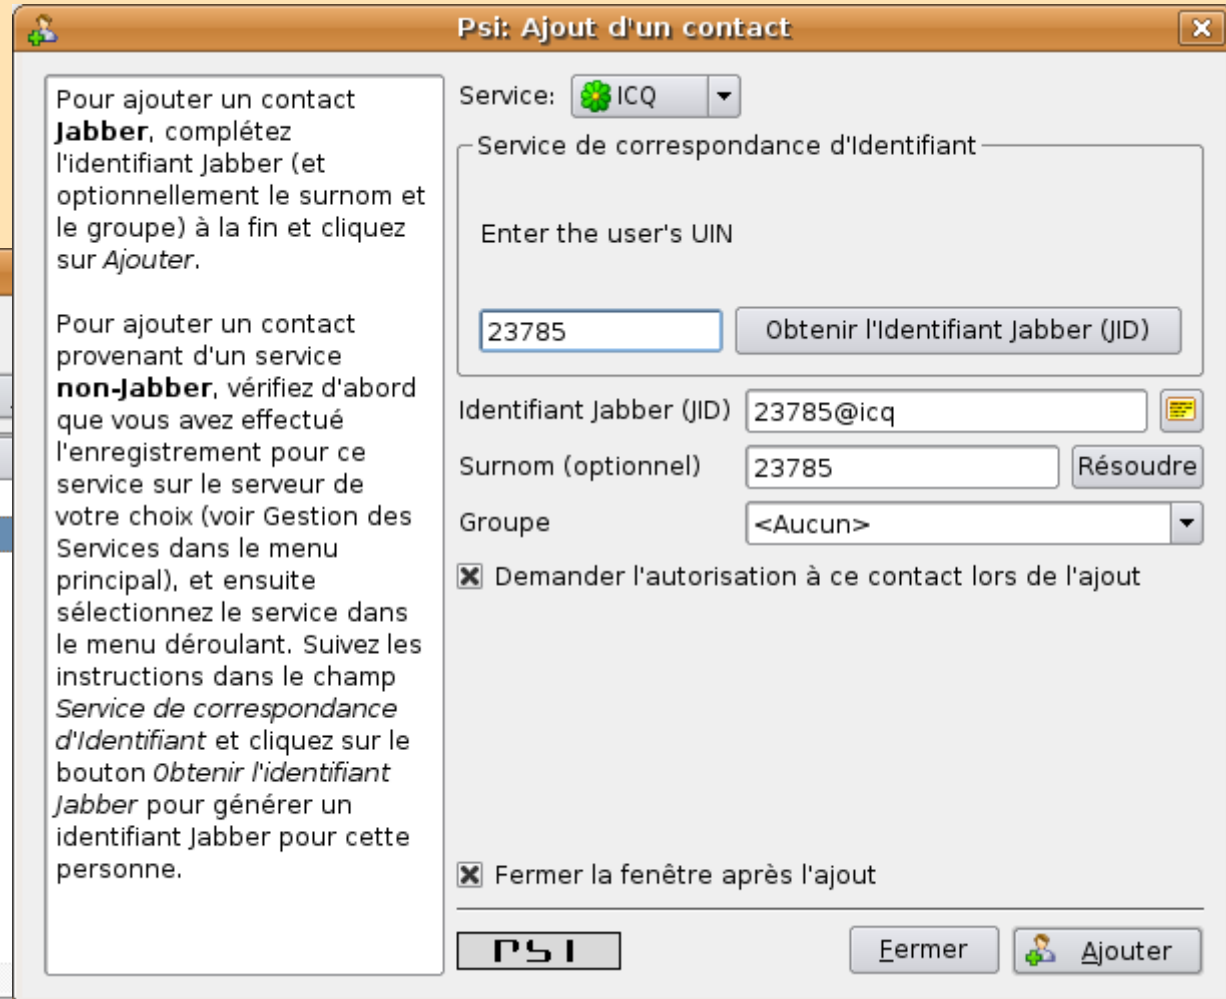 Psi: Ajout d'un contact
Pour ajouter un contact
Jabber, complétez
l'identifiant Jabber (et
optionnellement le surnom et
le groupe) à la fin et cliquez
sur Ajouter.
Pour ajouter un contact
provenant d'un service
non-Jabber, vérifiez d'abord
que vous avez effectué
l'enregistrement pour ce
service sur le serveur de
votre choix (voir Gestion des
Services dans le menu
principal), et ensuite
sélectionnez le service dans
le menu déroulant. Suivez les
instructions dans le champ
Service de correspondance
d'Identifiant et cliquez sur le
bouton Obtenir l'identifiant
Jabber pour générer un
identifiant Jabber pour cette
personne.
Service: ICQ
Service de correspondance d'Identifiant
Enter the user's UIN
23785 Obtenir l'Identifiant Jabber (JID)
Identifiant Jabber (JID) 23785@icq
Surnom (optionnel) 23785 Résoudre
Groupe <Aucun>
Demander l'autorisation à ce contact lors de l'ajout
Fermer la fenêtre après l'ajout
PSI Fermer Ajouter